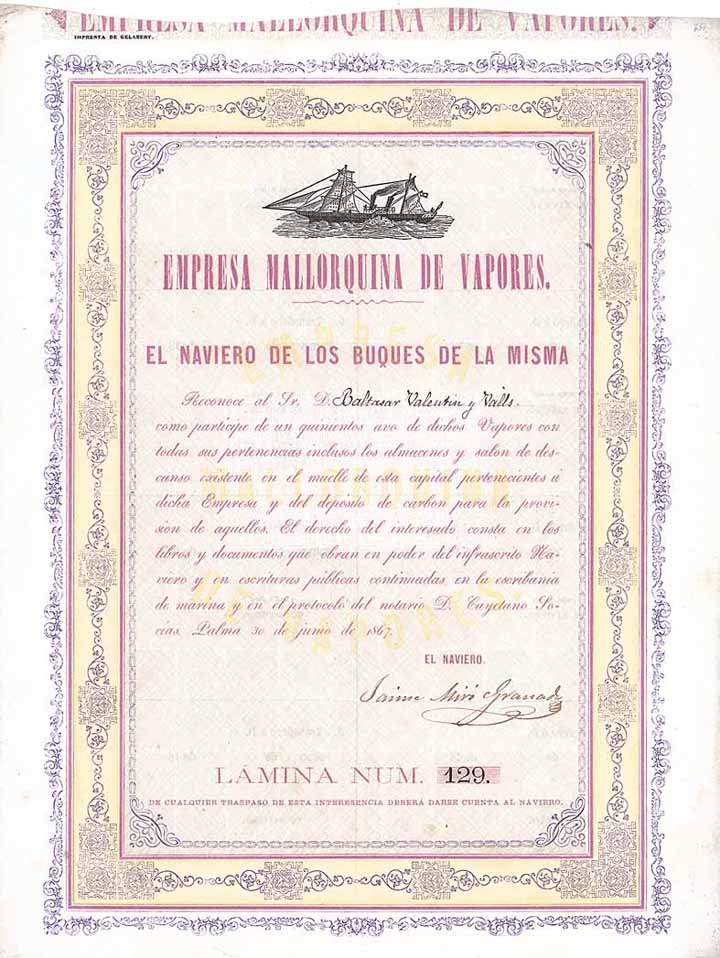 EMPRESA MALLORQUINA DE VAPORES.
IMPRENTA DE GELABERT.
EMPRESA MALLORQUINA DE VAPORES.
EL NAVIERO DE LOS BUQUES DE LA MISMA
Reconoce al Sr. D. Baltasar Valentin y Valls.
como partícipe de un quinientos avo de dichos Vapores con
todas sus pertenencias inclusos los almacenes y salon de des-
canso existente en el muelle de esta capital pertenecientes á
dicha Empresa y del depósito de carbon para la provi-
sion de aquellos. El derecho del interesado consta en los
libros y documentos que obran en poder del infrascrito Na-
viero y en escrituras públicas continuadas en la escribanía
de marina y en el protocolo del notario D. Cayetano So-
cias. Palma 30 de junio de 1867.
EL NAVIERO.
Jaime Miró Granada
LÁMINA NUM. 129.
DE CUALQUIER TRASPASO DE ESTA INTERESENCIA DEBERÁ DARSE CUENTA AL NAVIERO.
EMPRESA
MALLORQUINA
DE VAPORES.